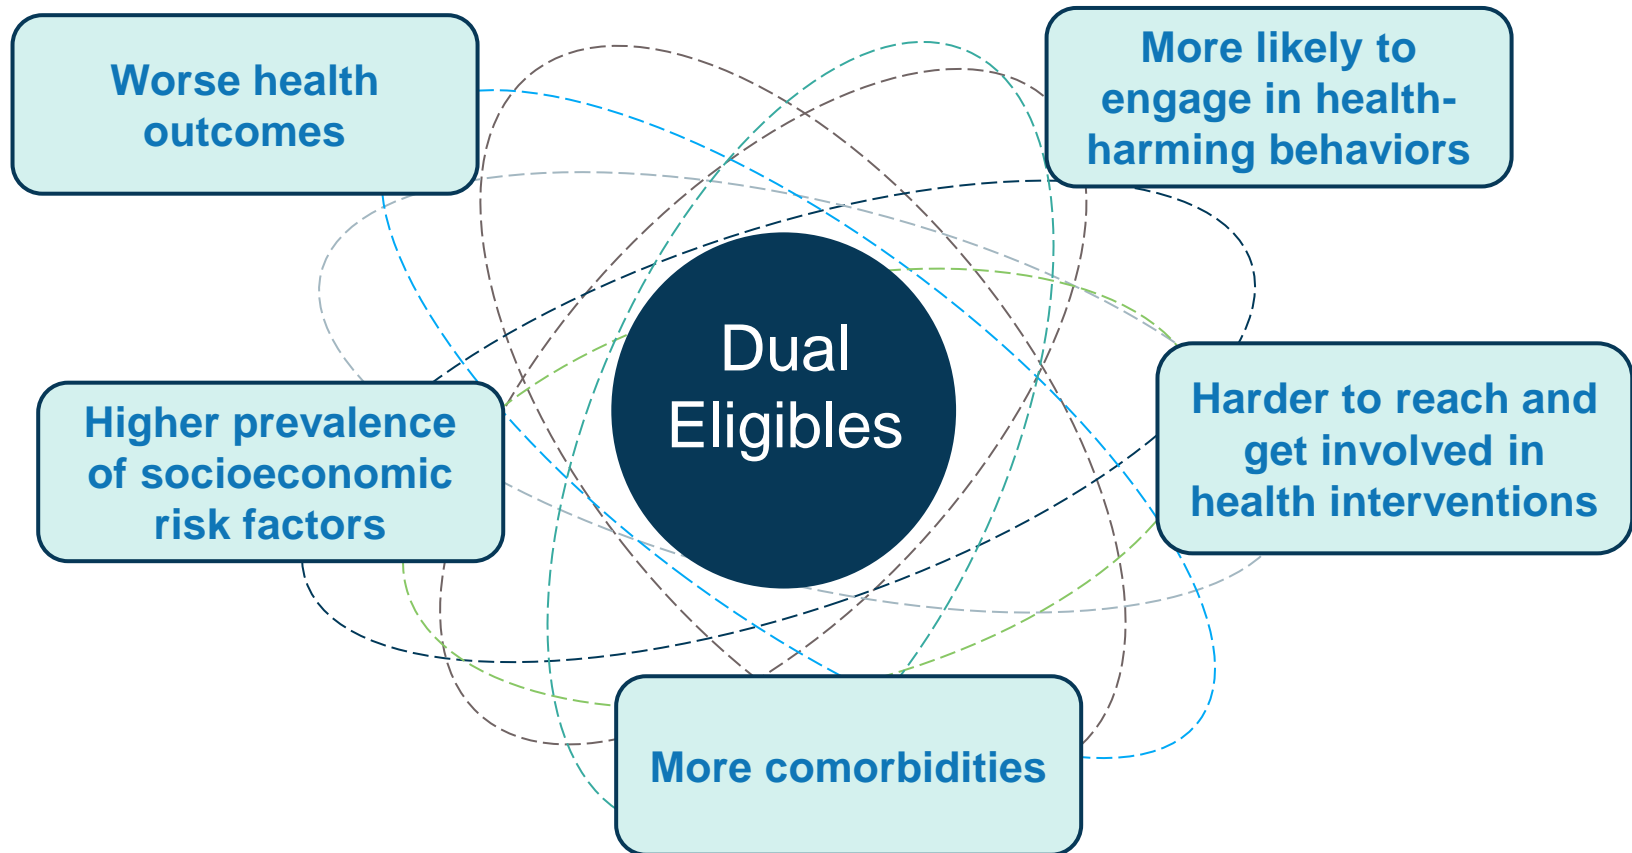 Worse health
outcomes
More likely to
engage in health-
harming behaviors
Dual
Eligibles
Higher prevalence
of socioeconomic
risk factors
Harder to reach and
get involved in
health interventions
More comorbidities